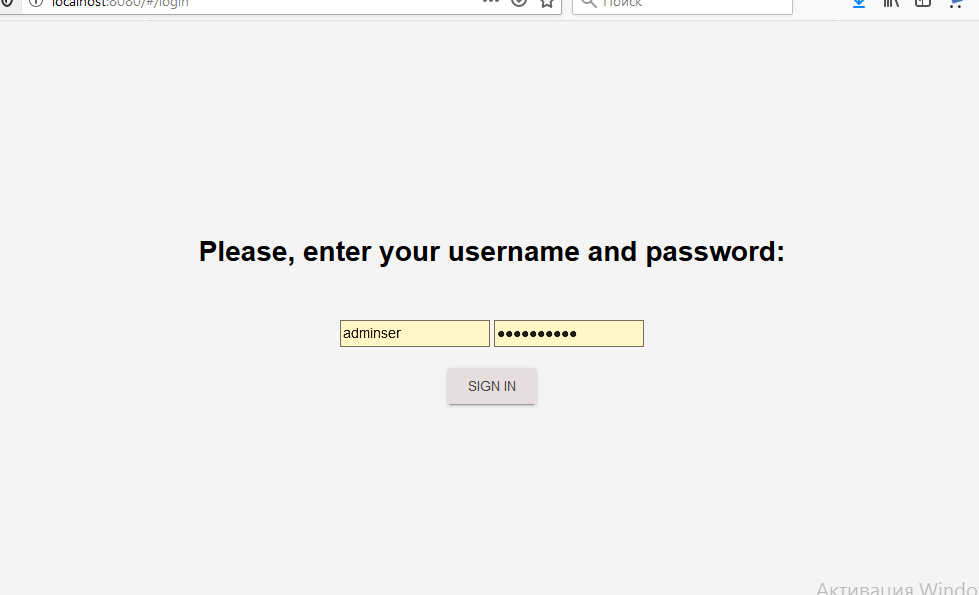 localhost:8080/#/login
Поиск
Please, enter your username and password:
adminser
SIGN IN
Активация Windo